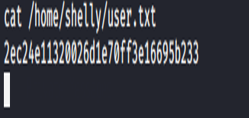 cat /home/shelly/user.txt
2ec24e11320026d1e70ff3e16695b233